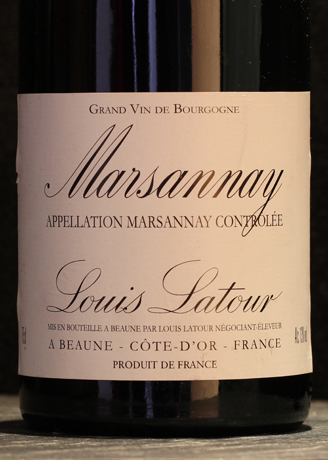 GRAND VIN DE BOURGOGNE
Marsannay
APPELLATION MARSANNAY CONTRÔLÉE
Louis Latour
MIS EN BOUTEILLE A BEAUNE PAR LOUIS LATOUR NÉGOCIANT-ÉLEVEUR
A BEAUNE - CÔTE-D'OR - FRANCE
PRODUIT DE FRANCE